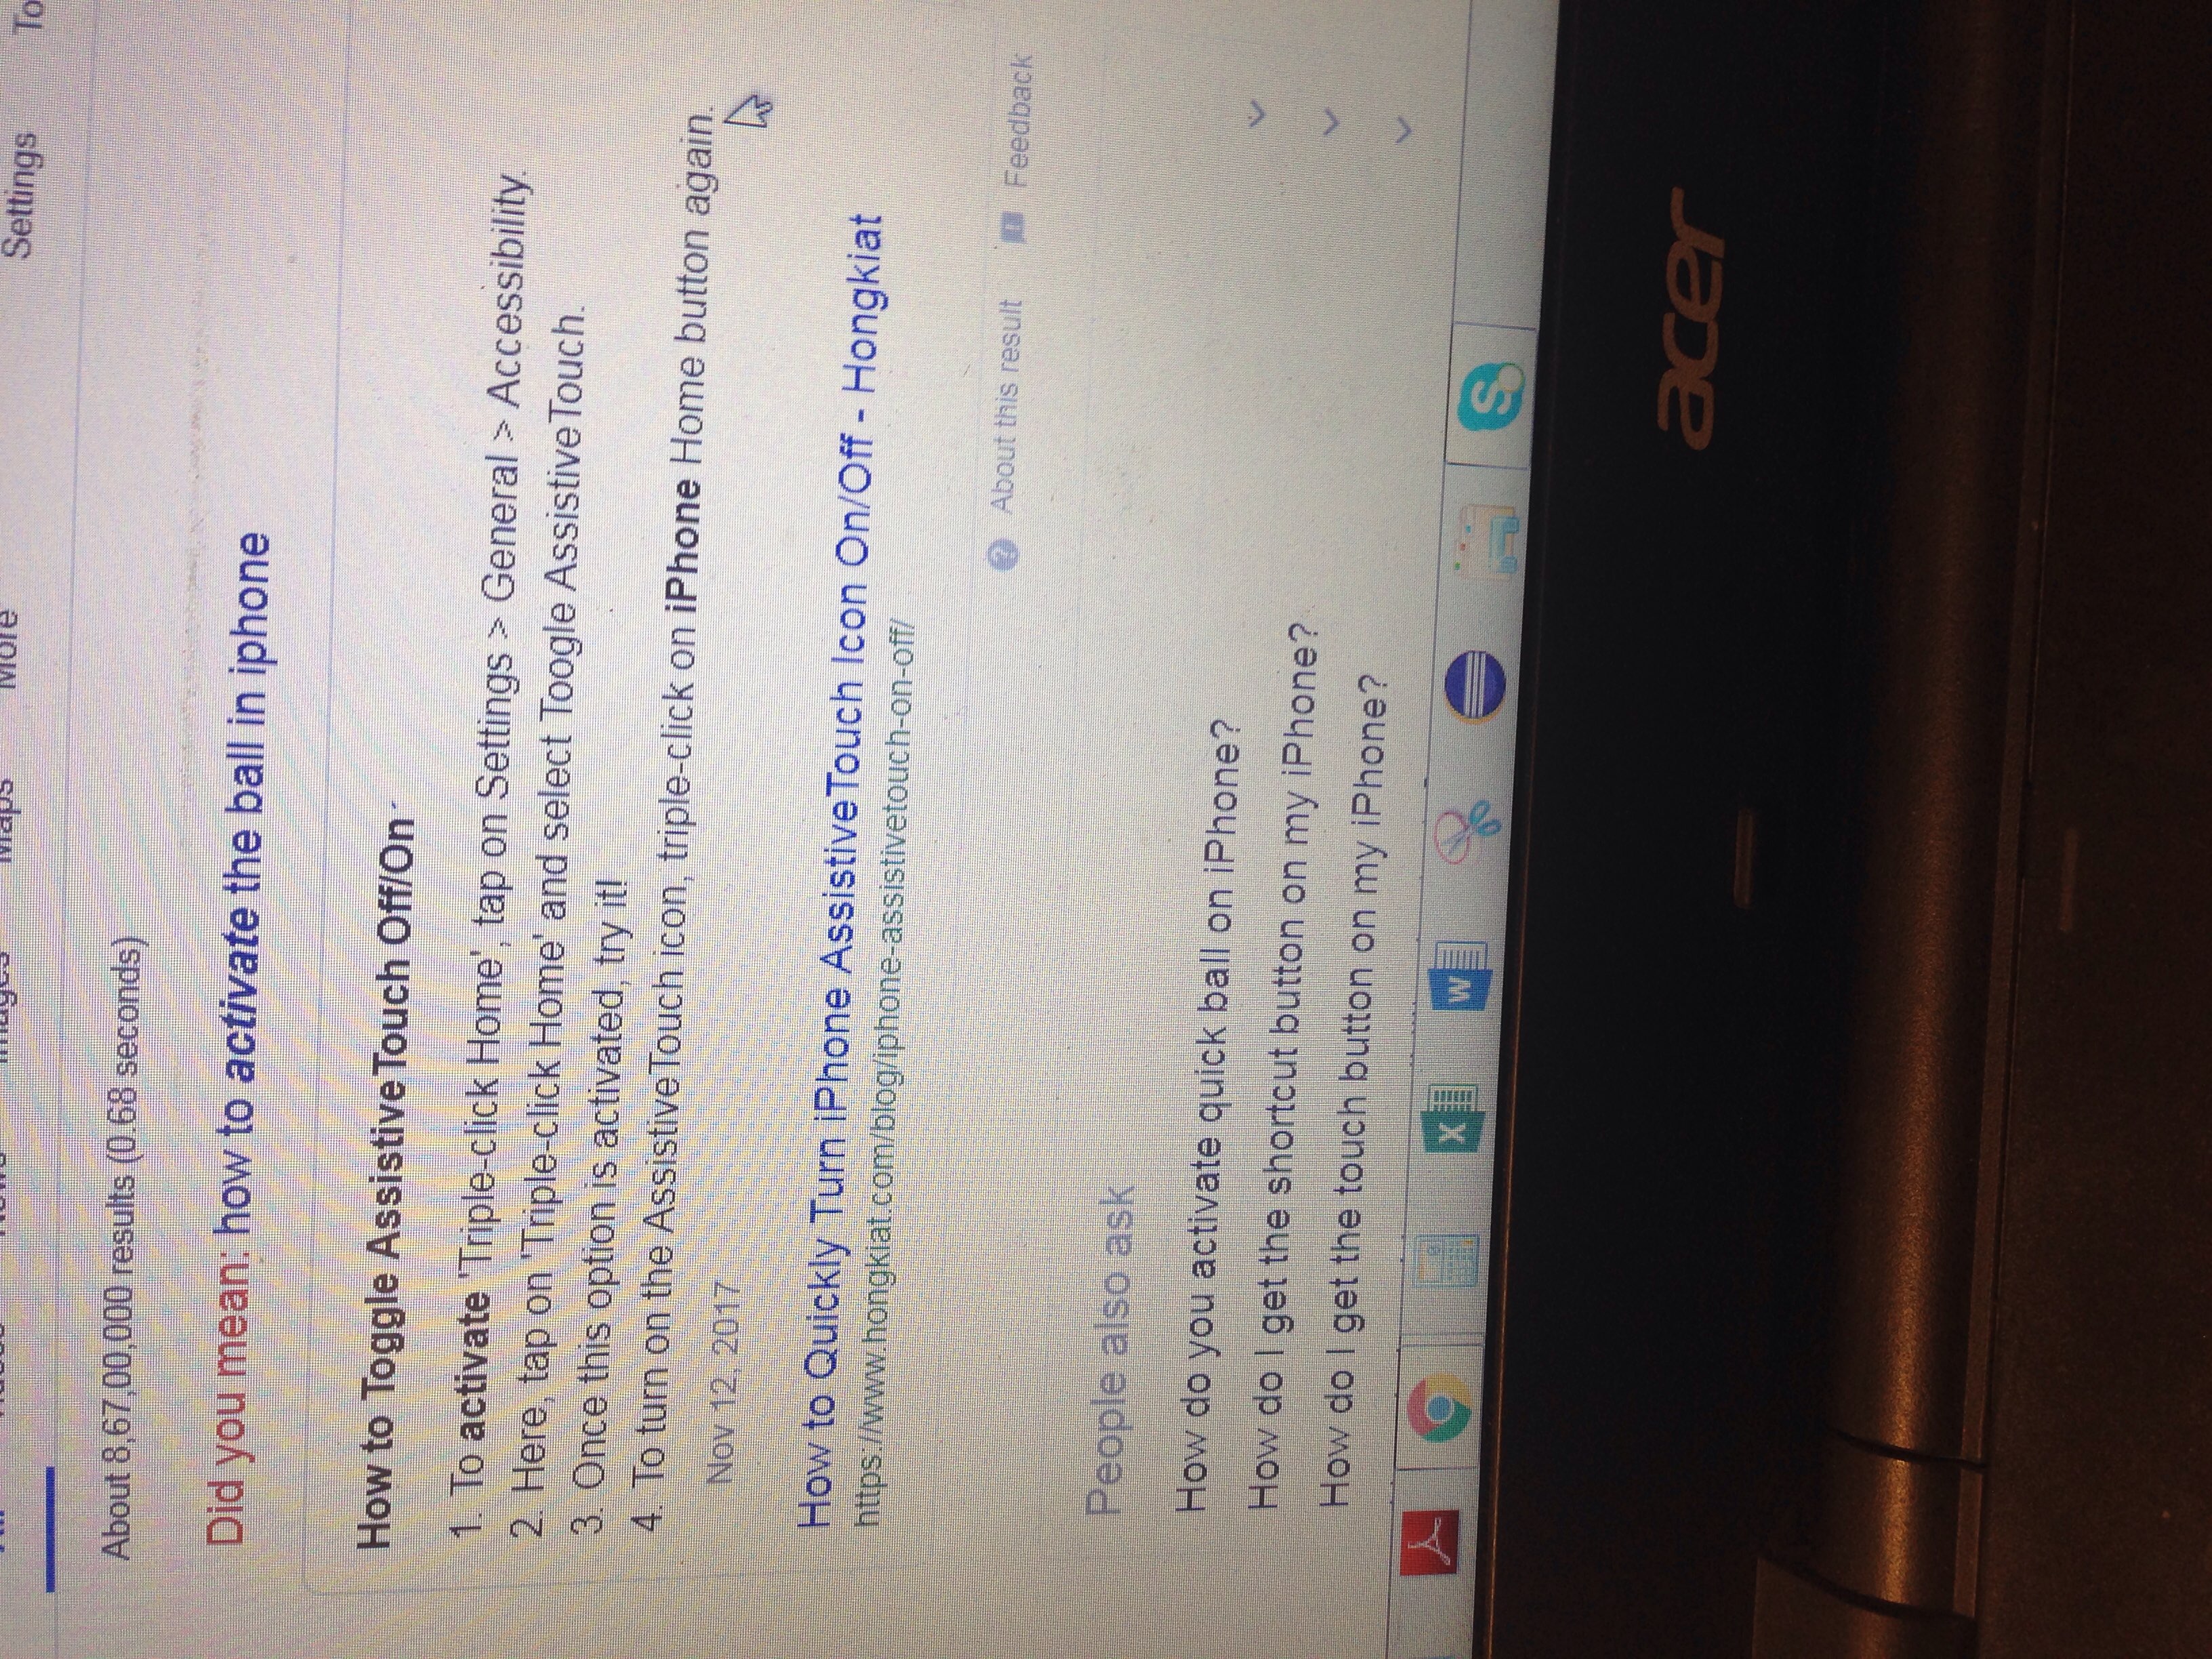 Images Maps More Settings
About 8,67,00,000 results (0.68 seconds)
Did you mean: how to activate the ball in iphone
How to Toggle AssistiveTouch Off/On
1. To activate 'Triple-click Home', tap on Settings > General > Accessibility.
2. Here, tap on 'Triple-click Home' and select Toogle AssistiveTouch.
3. Once this option is activated, try it!
4. To turn on the AssistiveTouch icon, triple-click on iPhone Home button again.
Nov 12, 2017
How to Quickly Turn iPhone AssistiveTouch Icon On/Off - Hongkiat
https://www.hongkiat.com/blog/iphone-assistivetouch-on-off/
About this result Feedback
People also ask
How do you activate quick ball on iPhone?
How do I get the shortcut button on my iPhone?
How do I get the touch button on my iPhone?
acer